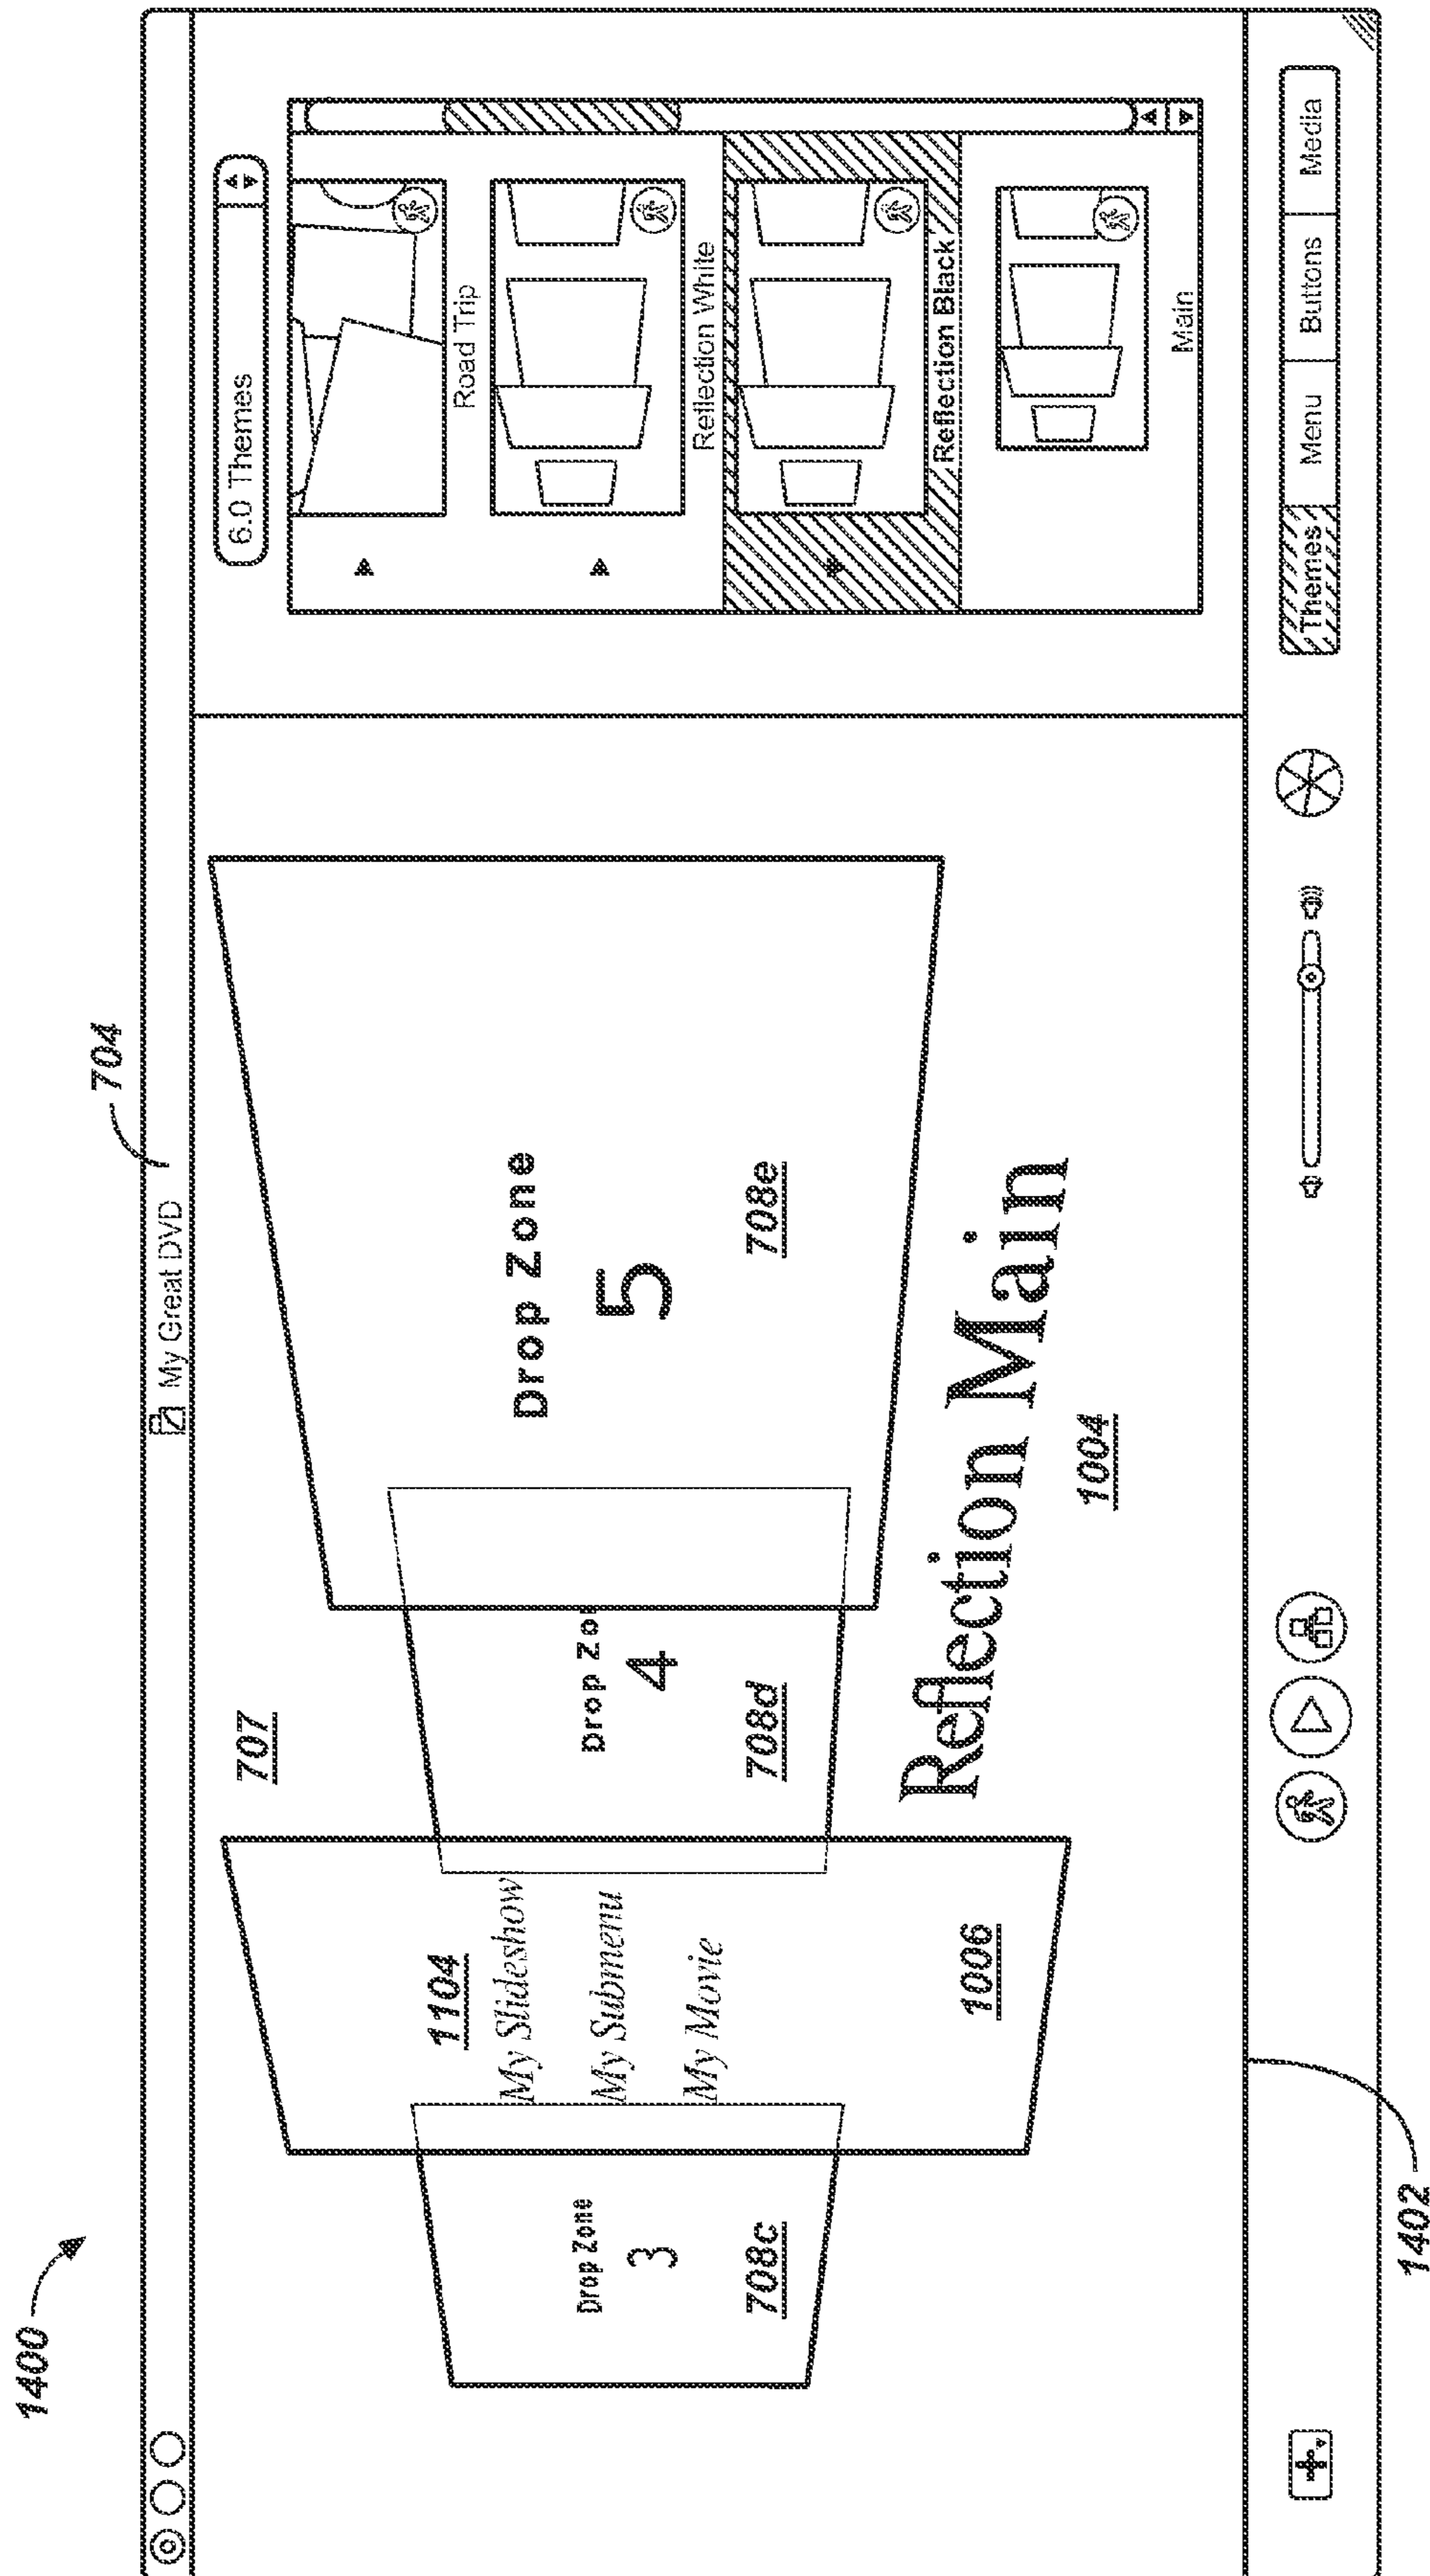 1400
704
My Great DVD
707
1104
My Slideshow
My Submenu
My Movie
1006
Drop Zone
3
708c
Drop Zo
4
708d
Drop Zone
5
708e
Reflection Main
1004
6.0 Themes
Road Trip
Reflection White
Reflection Black
Main
Themes
Menu
Buttons
Media
1402